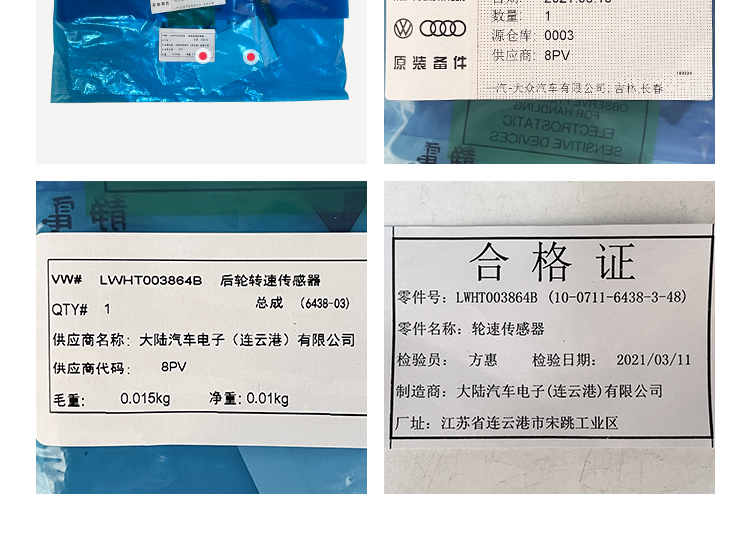 数量: 1
源仓库: 0003
供应商: 8PV
原装备件
一汽-大众汽车有限公司: 吉林 长春
OBSERVE
FOR HANDLING
ELECTROSTATIC
SENSITIVE DEVICES
VW# LWHT003864B 后轮转速传感器
总成 (6438-03)
QTY# 1
供应商名称: 大陆汽车电子 (连云港) 有限公司
供应商代码: 8PV
毛重: 0.015kg 净重: 0.01kg
合格证
零件号: LWHT003864B (10-0711-6438-3-48)
零件名称: 轮速传感器
检验员: 方惠 检验日期: 2021/03/11
制造商: 大陆汽车电子(连云港)有限公司
厂址: 江苏省连云港市宋跳工业区